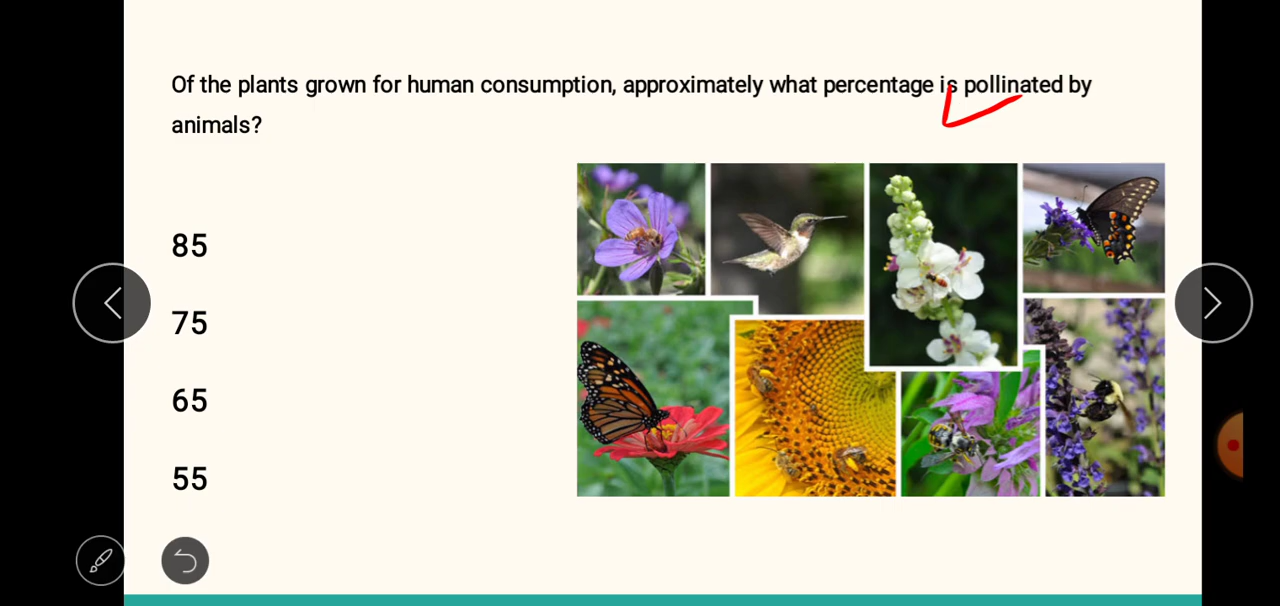 Of the plants grown for human consumption, approximately what percentage is pollinated by
animals?
85
75
65
55